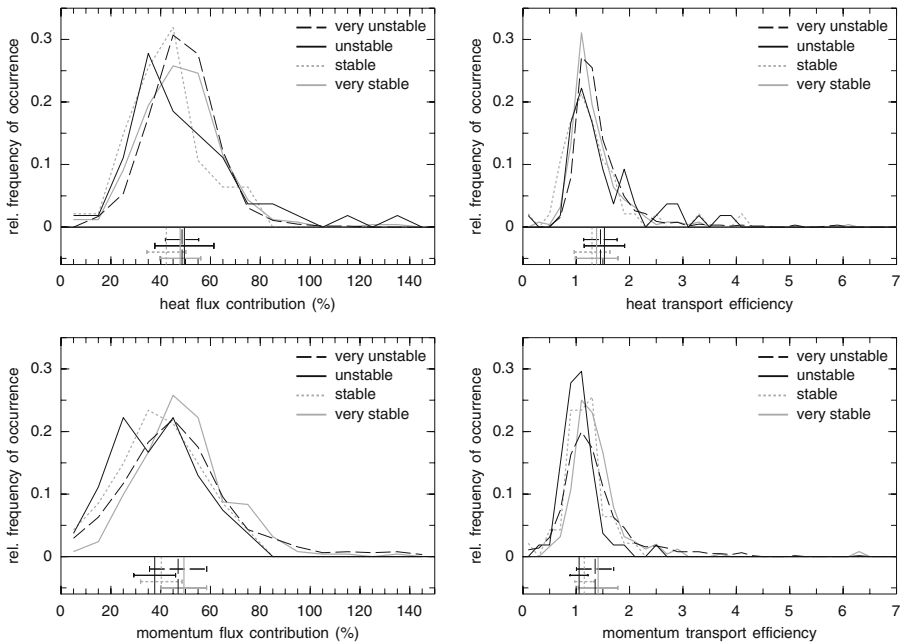 rel. frequency of occurrence
0.3
0.2
0.1
0
very unstable
unstable
stable
very stable
0 20 40 60 80 100 120 140
heat flux contribution (%)
rel. frequency of occurrence
0.3
0.2
0.1
0
very unstable
unstable
stable
very stable
0 1 2 3 4 5 6 7
heat transport efficiency
rel. frequency of occurrence
0.3
0.2
0.1
0
very unstable
unstable
stable
very stable
0 20 40 60 80 100 120 140
momentum flux contribution (%)
rel. frequency of occurrence
0.3
0.2
0.1
0
very unstable
unstable
stable
very stable
0 1 2 3 4 5 6 7
momentum transport efficiency